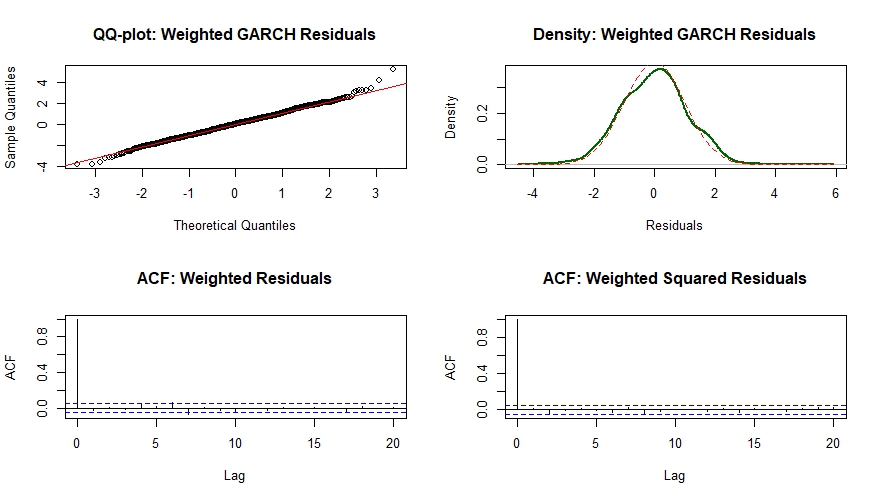 QQ-plot: Weighted GARCH Residuals
Sample Quantiles
4
2
0
-4
-3 -2 -1 0 1 2 3
Theoretical Quantiles
Density: Weighted GARCH Residuals
Density
0.2
0.0
-4 -2 0 2 4 6
Residuals
ACF: Weighted Residuals
ACF
0.8
0.4
0.0
0 5 10 15 20
Lag
ACF: Weighted Squared Residuals
ACF
0.8
0.4
0.0
0 5 10 15 20
Lag